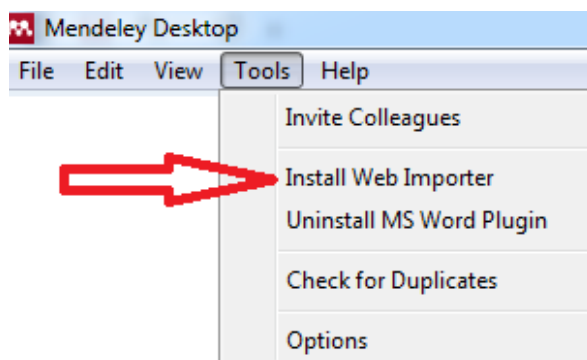 Mendeley Desktop
File Edit View Tools Help
Invite Colleagues
Install Web Importer
Uninstall MS Word Plugin
Check for Duplicates
Options